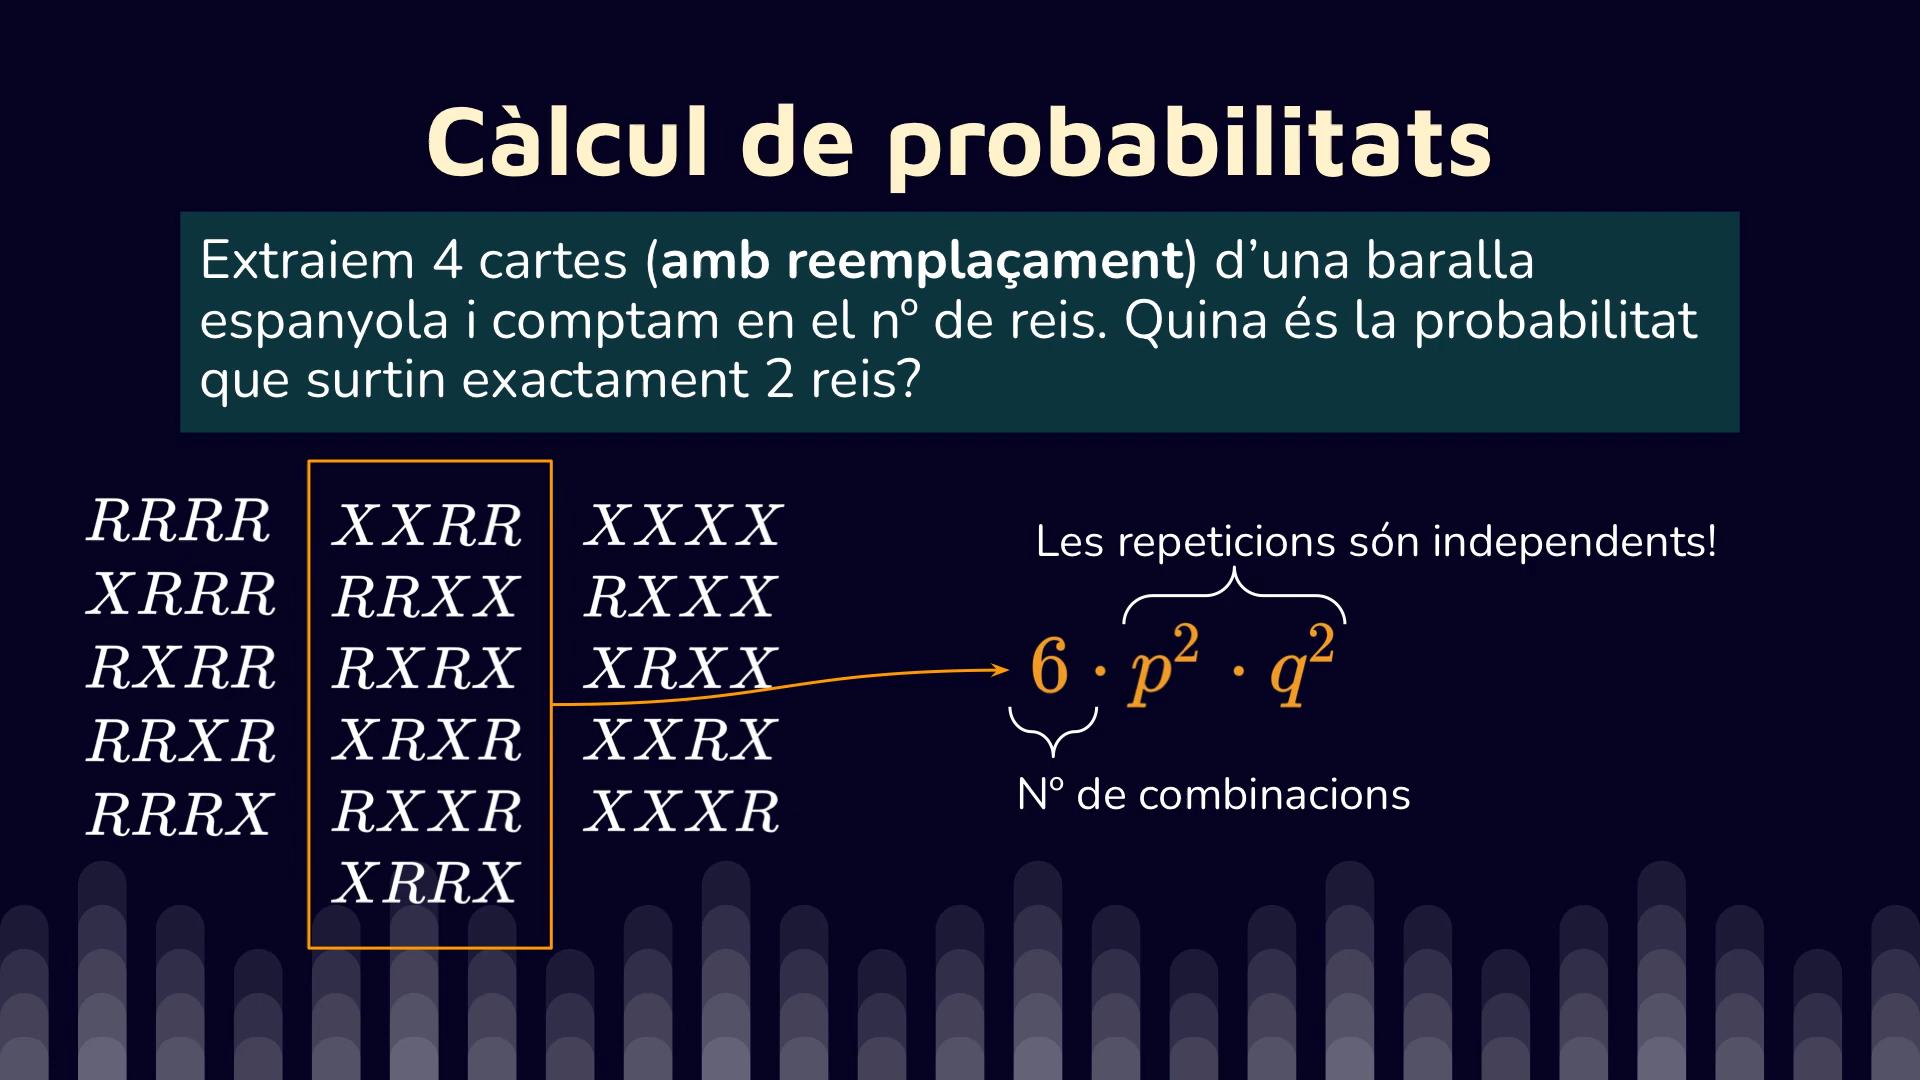 Càlcul de probabilitats
Extraiem 4 cartes (amb reemplaçament) d’una baralla
espanyola i comptam en el nº de reis. Quina és la probabilitat
que surtin exactament 2 reis?
RRRR
XRRR
RXRR
RRXR
RRRX
XXRR
RRXX
RXRX
XRXR
RXXR
XRRX
XXXX
RXXX
XRXX
XXRX
XXXR
Les repeticions són independents!
6 · p² · q²
Nº de combinacions